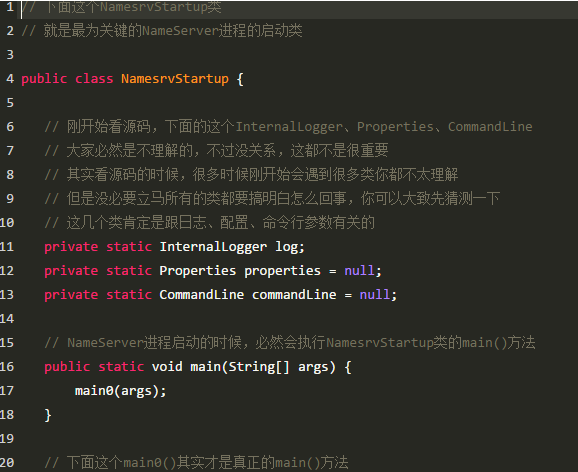 1 // 下面这个NamesrvStartup类
2 // 就是最为关键的NameServer进程的启动类
3
4 public class NamesrvStartup {
5
6 // 刚开始看源码，下面的这个InternalLogger、Properties、CommandLine
7 // 大家必然是不理解的，不过没关系，这都不是很重要
8 // 其实看源码的时候，很多时候刚开始会遇到很多类你都不太理解
9 // 但是没必要立马所有的类都要搞明白怎么回事，你可以大致先猜测一下
10 // 这几个类肯定是跟日志、配置、命令行参数有关的
11 private static InternalLogger log;
12 private static Properties properties = null;
13 private static CommandLine commandLine = null;
14
15 // NameServer进程启动的时候，必然会执行NamesrvStartup类的main()方法
16 public static void main(String[] args) {
17 main0(args);
18 }
19
20 // 下面这个main0()其实才是真正的main()方法